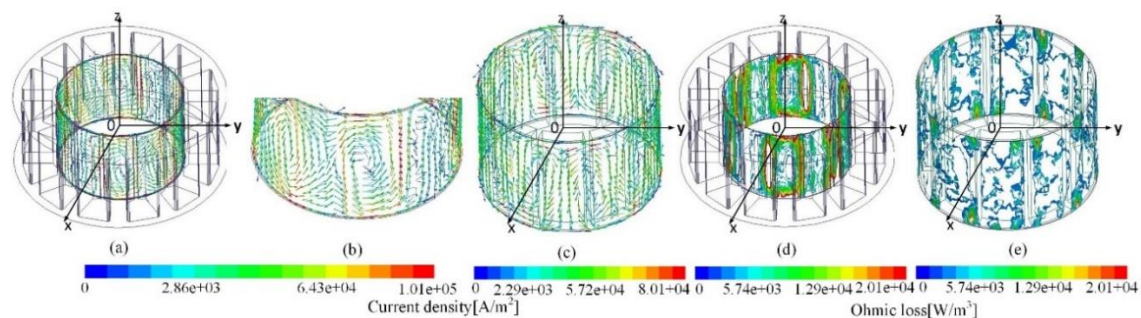 z z z z
0 y 0 y 0 y 0 y
x x x x
(a) (b) (c) (d) (e)
0 2.86e+03 6.43e+04 1.01e+05 0 2.29e+03 5.72e+04 8.01e+04 0 5.74e+03 1.29e+04 2.01e+04 0 5.74e+03 1.29e+04 2.01e+04
Current density[A/m²] Ohmic loss[W/m³]